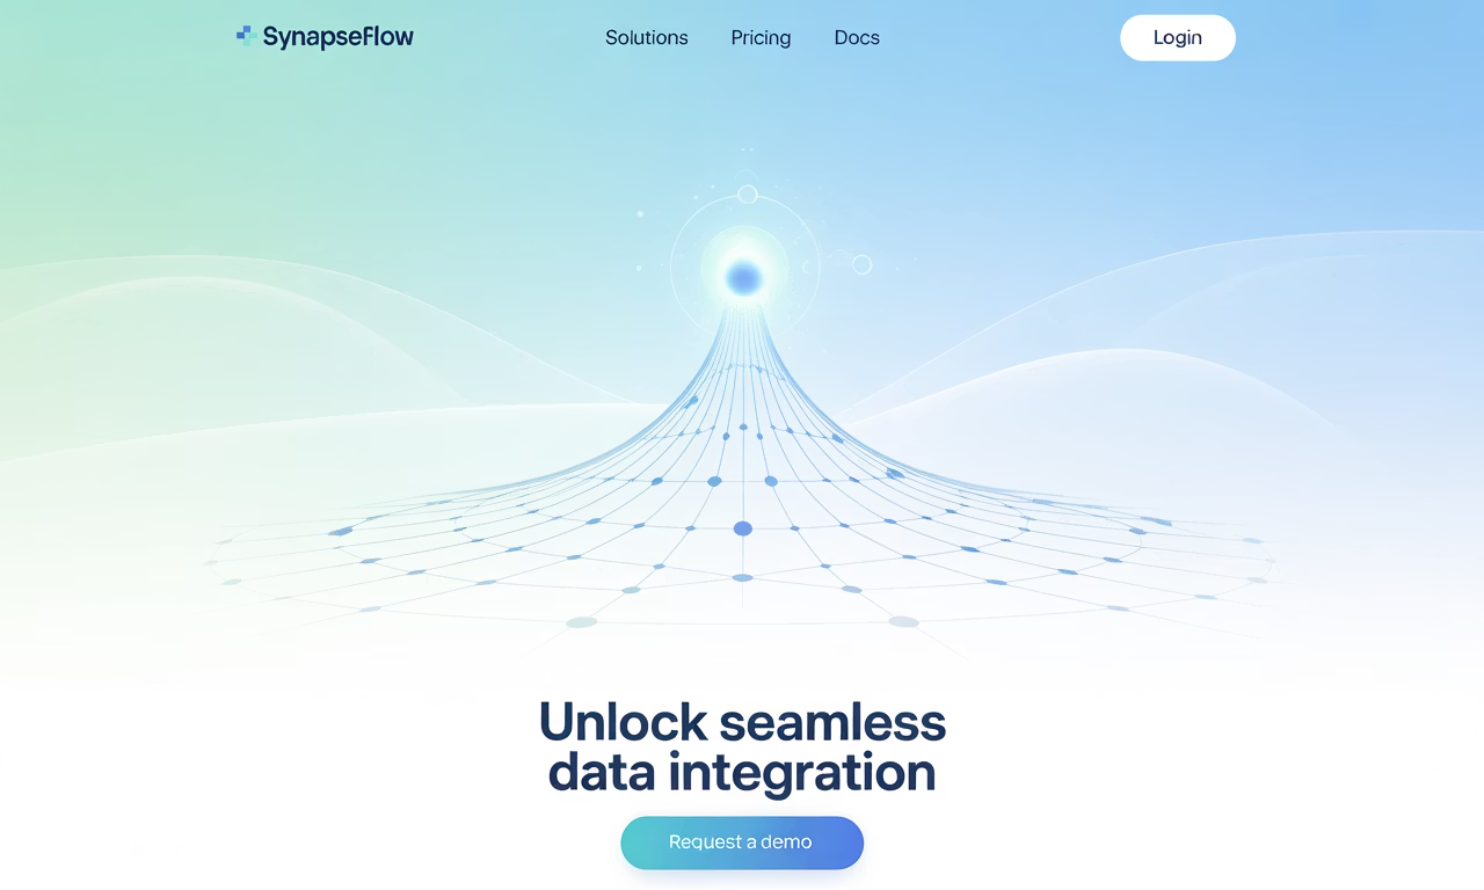 SynapseFlow
Solutions
Pricing
Docs
Login
Unlock seamless
data integration
Request a demo